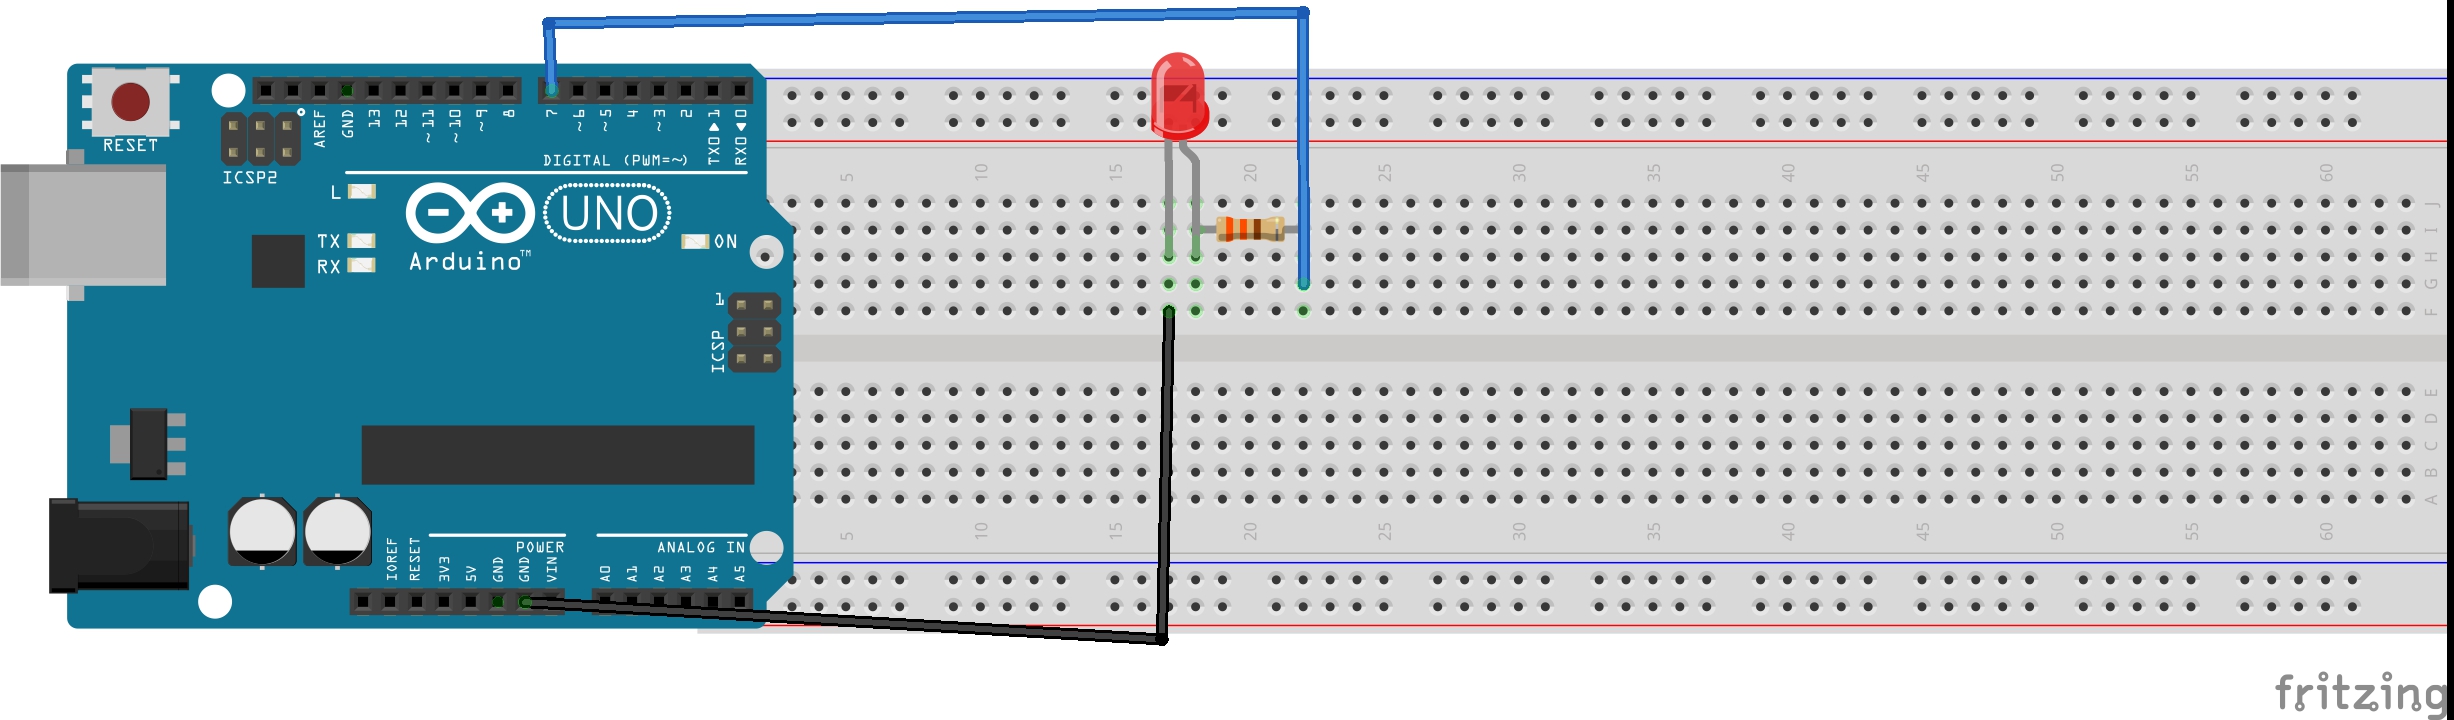 RESET
ICSP2
AREF
GND
13
12
~11
~10
~9
8
7
~6
~5
4
~3
2
TX0▶1
RX0◀0
DIGITAL (PWM=~)
L
TX
RX
UNO
ON
Arduino™
1
ICSP
IOREF
RESET
3V3
5V
GND
GND
VIN
POWER
ANALOG IN
A0
A1
A2
A3
A4
A5
5 10 15 20 25 30 35 40 45 50 55 60
J
I
H
G
F
E
D
C
B
A
5 10 15 20 25 30 35 40 45 50 55 60
fritzing